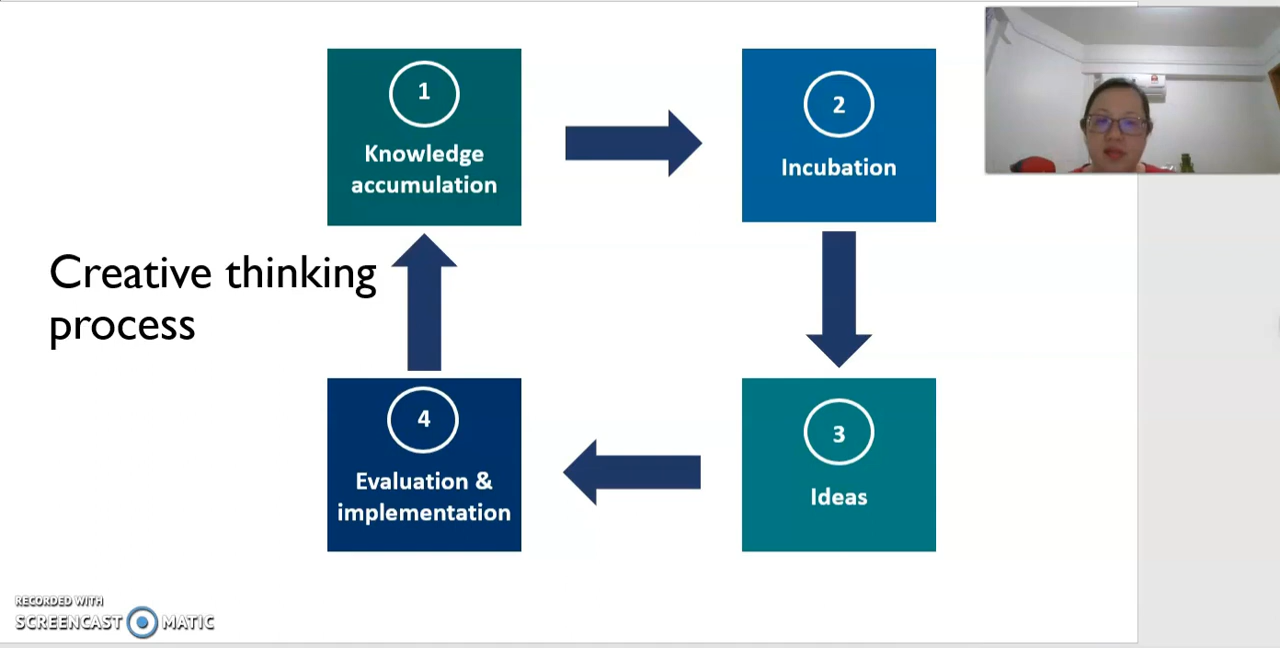 1
Knowledge
accumulation
2
Incubation
Creative thinking
process
4
Evaluation &
implementation
3
Ideas
RECORDED WITH
SCREENCAST MATIC